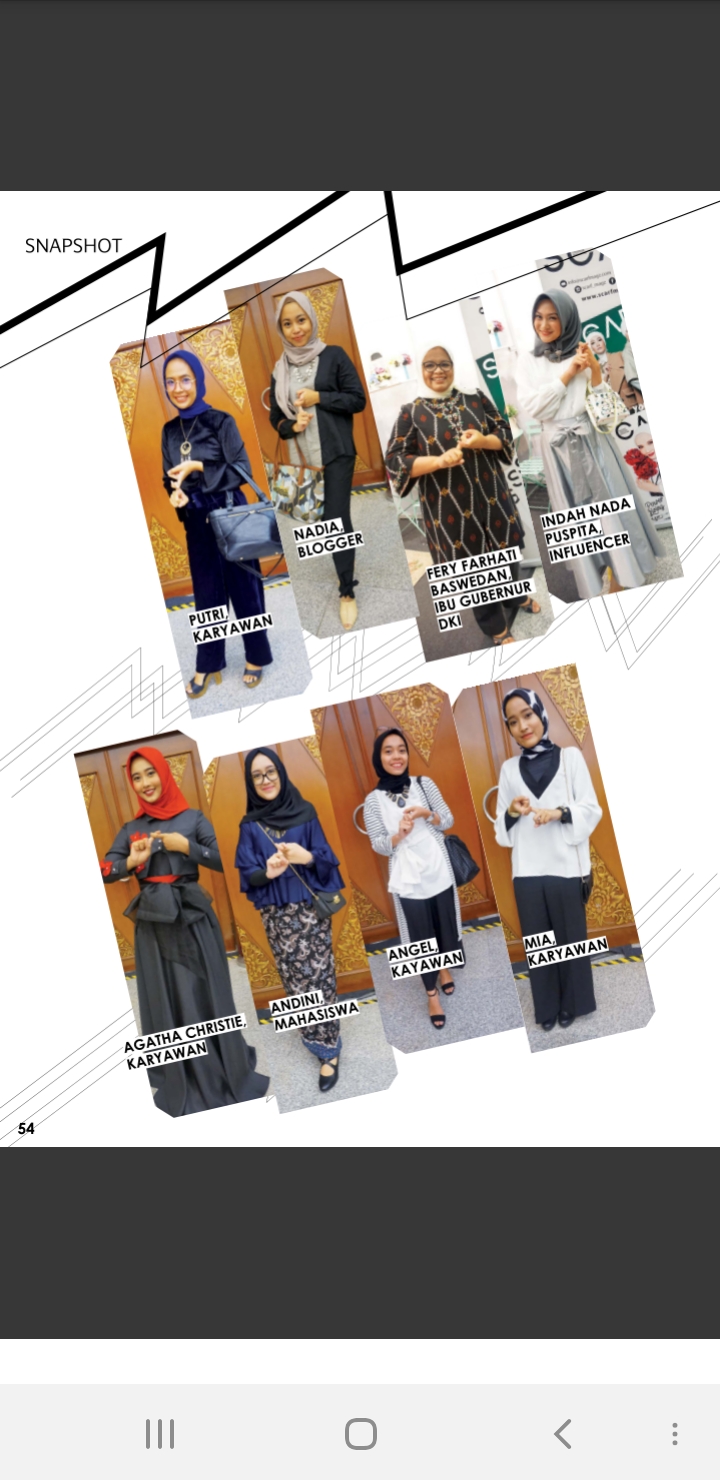 SNAPSHOT
PUTRI,
KARYAWAN
NADIA,
BLOGGER
FERY FARHATI
BASWEDAN,
IBU GUBERNUR
DKI
INDAH NADA
PUSPITA,
INFLUENCER
AGATHA CHRISTIE,
KARYAWAN
ANDINI,
MAHASISWA
ANGEL,
KAYAWAN
MIA,
KARYAWAN
54